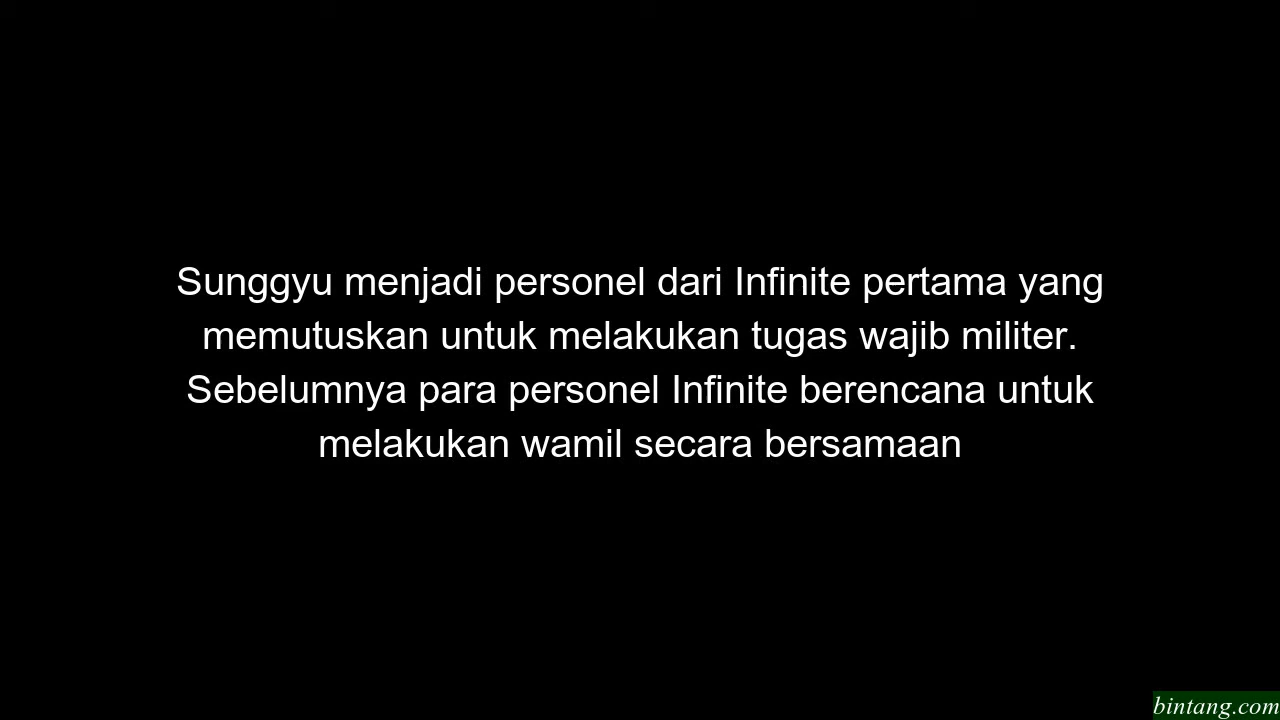 Sunggyu menjadi personel dari Infinite pertama yang
memutuskan untuk melakukan tugas wajib militer.
Sebelumnya para personel Infinite berencana untuk
melakukan wamil secara bersamaan
bintang.com